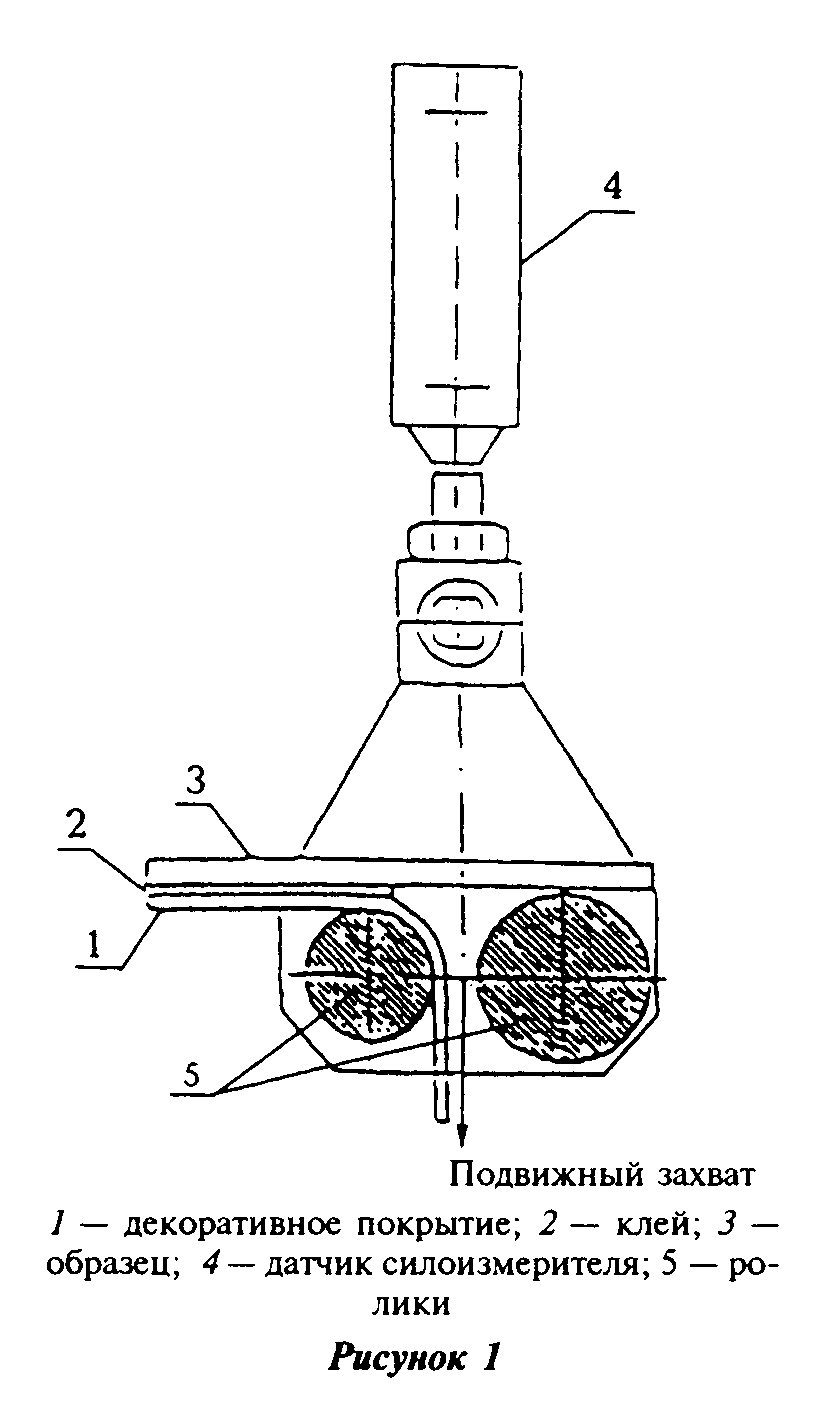 4
3
2
1
5
Подвижный захват
1 — декоративное покрытие; 2 — клей; 3 —
образец; 4 — датчик силоизмерителя; 5 — ро-
лики
Рисунок 1